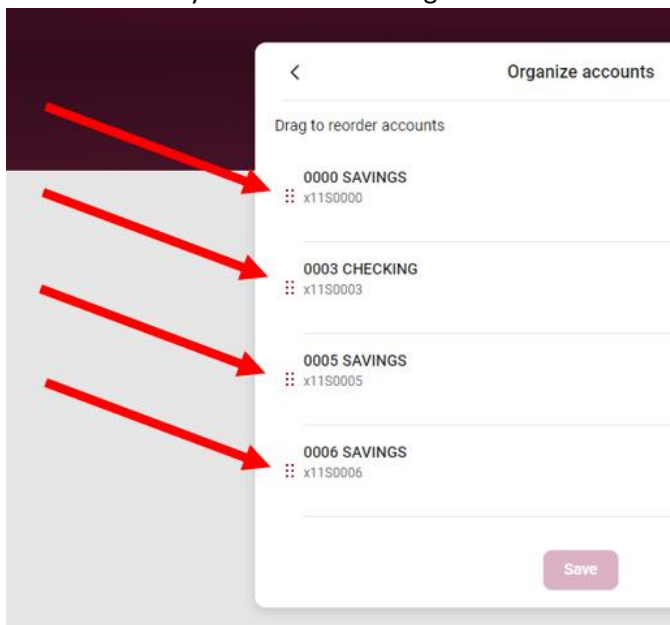 Organize accounts
Drag to reorder accounts
0000 SAVINGS
x11S0000
0003 CHECKING
x11S0003
0005 SAVINGS
x11S0005
0006 SAVINGS
x11S0006
Save